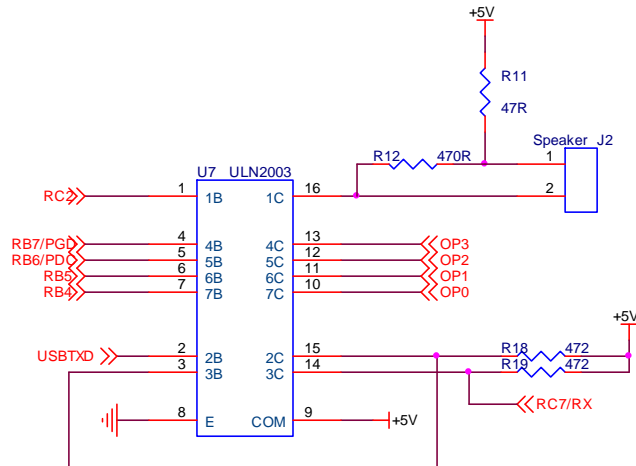 +5V
R11
47R
Speaker J2
R12 470R
1
2
U7 ULN2003
RC2 1 1B 1C 16
RB7/PGD 4 4B 4C 13 OP3
RB6/PDC 5 5B 5C 12 OP2
RB5 6 6B 6C 11 OP1
RB4 7 7B 7C 10 OP0
+5V
R18 472
USBTXD 2 2B 2C 15
R19 472
3 3B 3C 14
RC7/RX
8 E COM 9 +5V